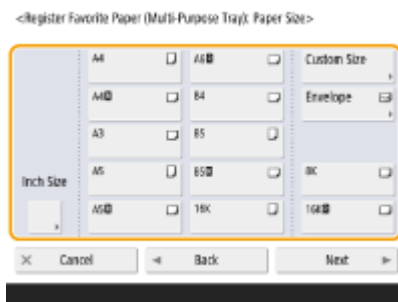 <Register Favorite Paper (Multi-Purpose Tray): Paper Size>
A4 A6R Custom Size
A4R B4 Envelope
A3 B5
A5 B5R 8K
Inch Size
A5R 16K 16KR
× Cancel ◄ Back Next ►